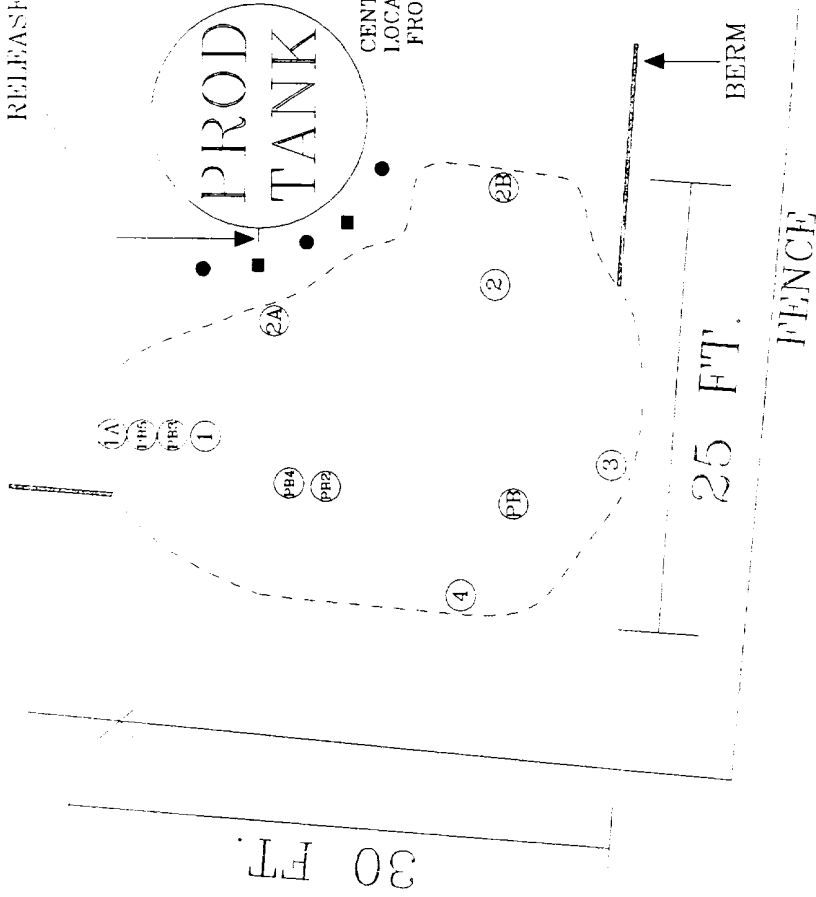 RELEASE
PROD
TANK
CENT
LOCA
FRO
BERM
2A
2B
2
1A
PB5
PB3
1
PB4
PB2
PB
3
4
25 FT.
FENCE
30 FT.